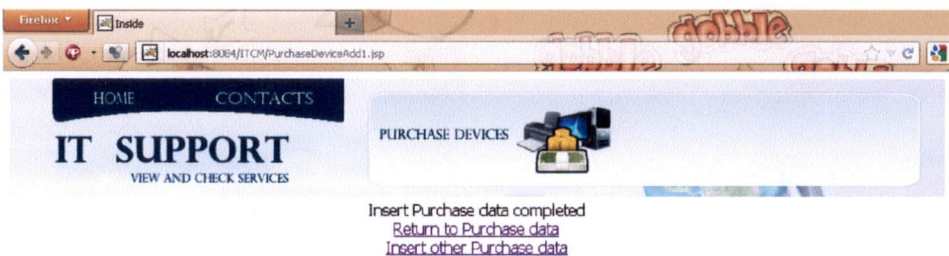 Firefox
Inside
gobble
localhost:8084/ITCM/PurchaseDeviceAdd1.jsp
HOME CONTACTS
IT SUPPORT
VIEW AND CHECK SERVICES
PURCHASE DEVICES
Insert Purchase data completed
Return to Purchase data
Insert other Purchase data